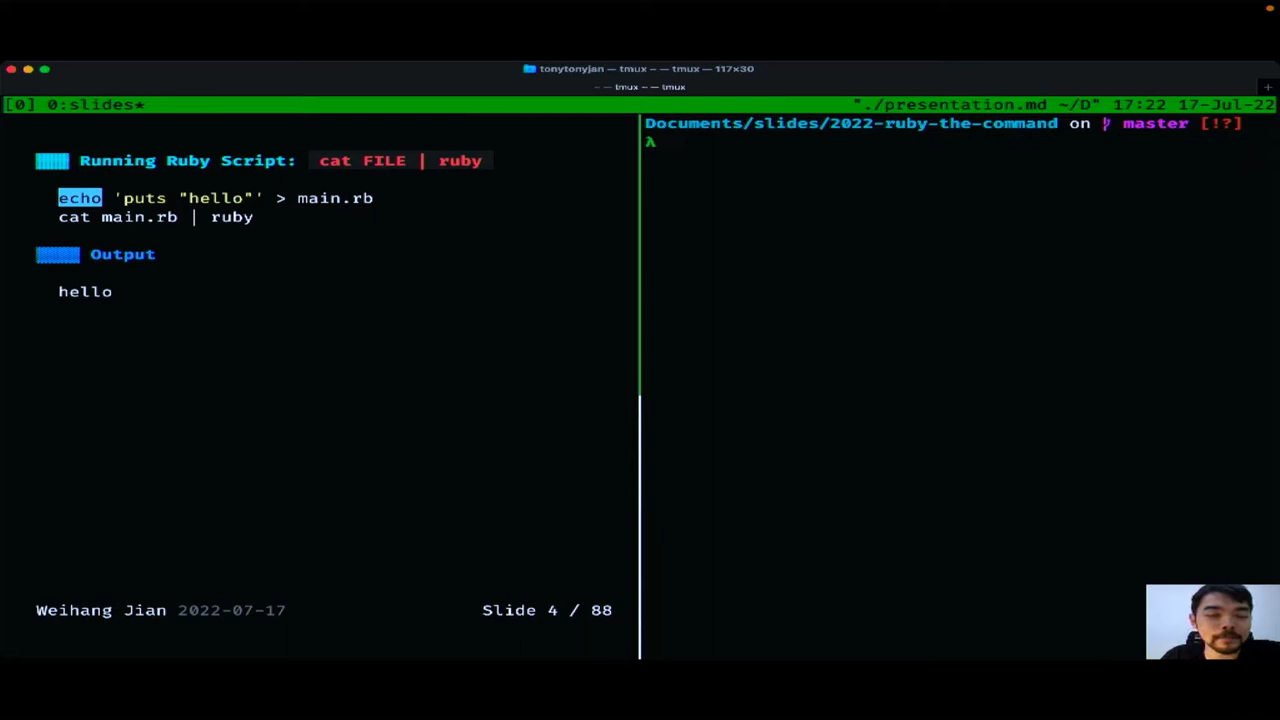 tonytonyjan — tmux - — tmux — 117×30
- — tmux — — tmux
[0] 0:slides* "./presentation.md ~/D" 17:22 17-Jul-22
Running Ruby Script: cat FILE | ruby
echo 'puts "hello"' > main.rb
cat main.rb | ruby
Output
hello
Weihang Jian 2022-07-17 Slide 4 / 88
Documents/slides/2022-ruby-the-command on master [!?]
λ